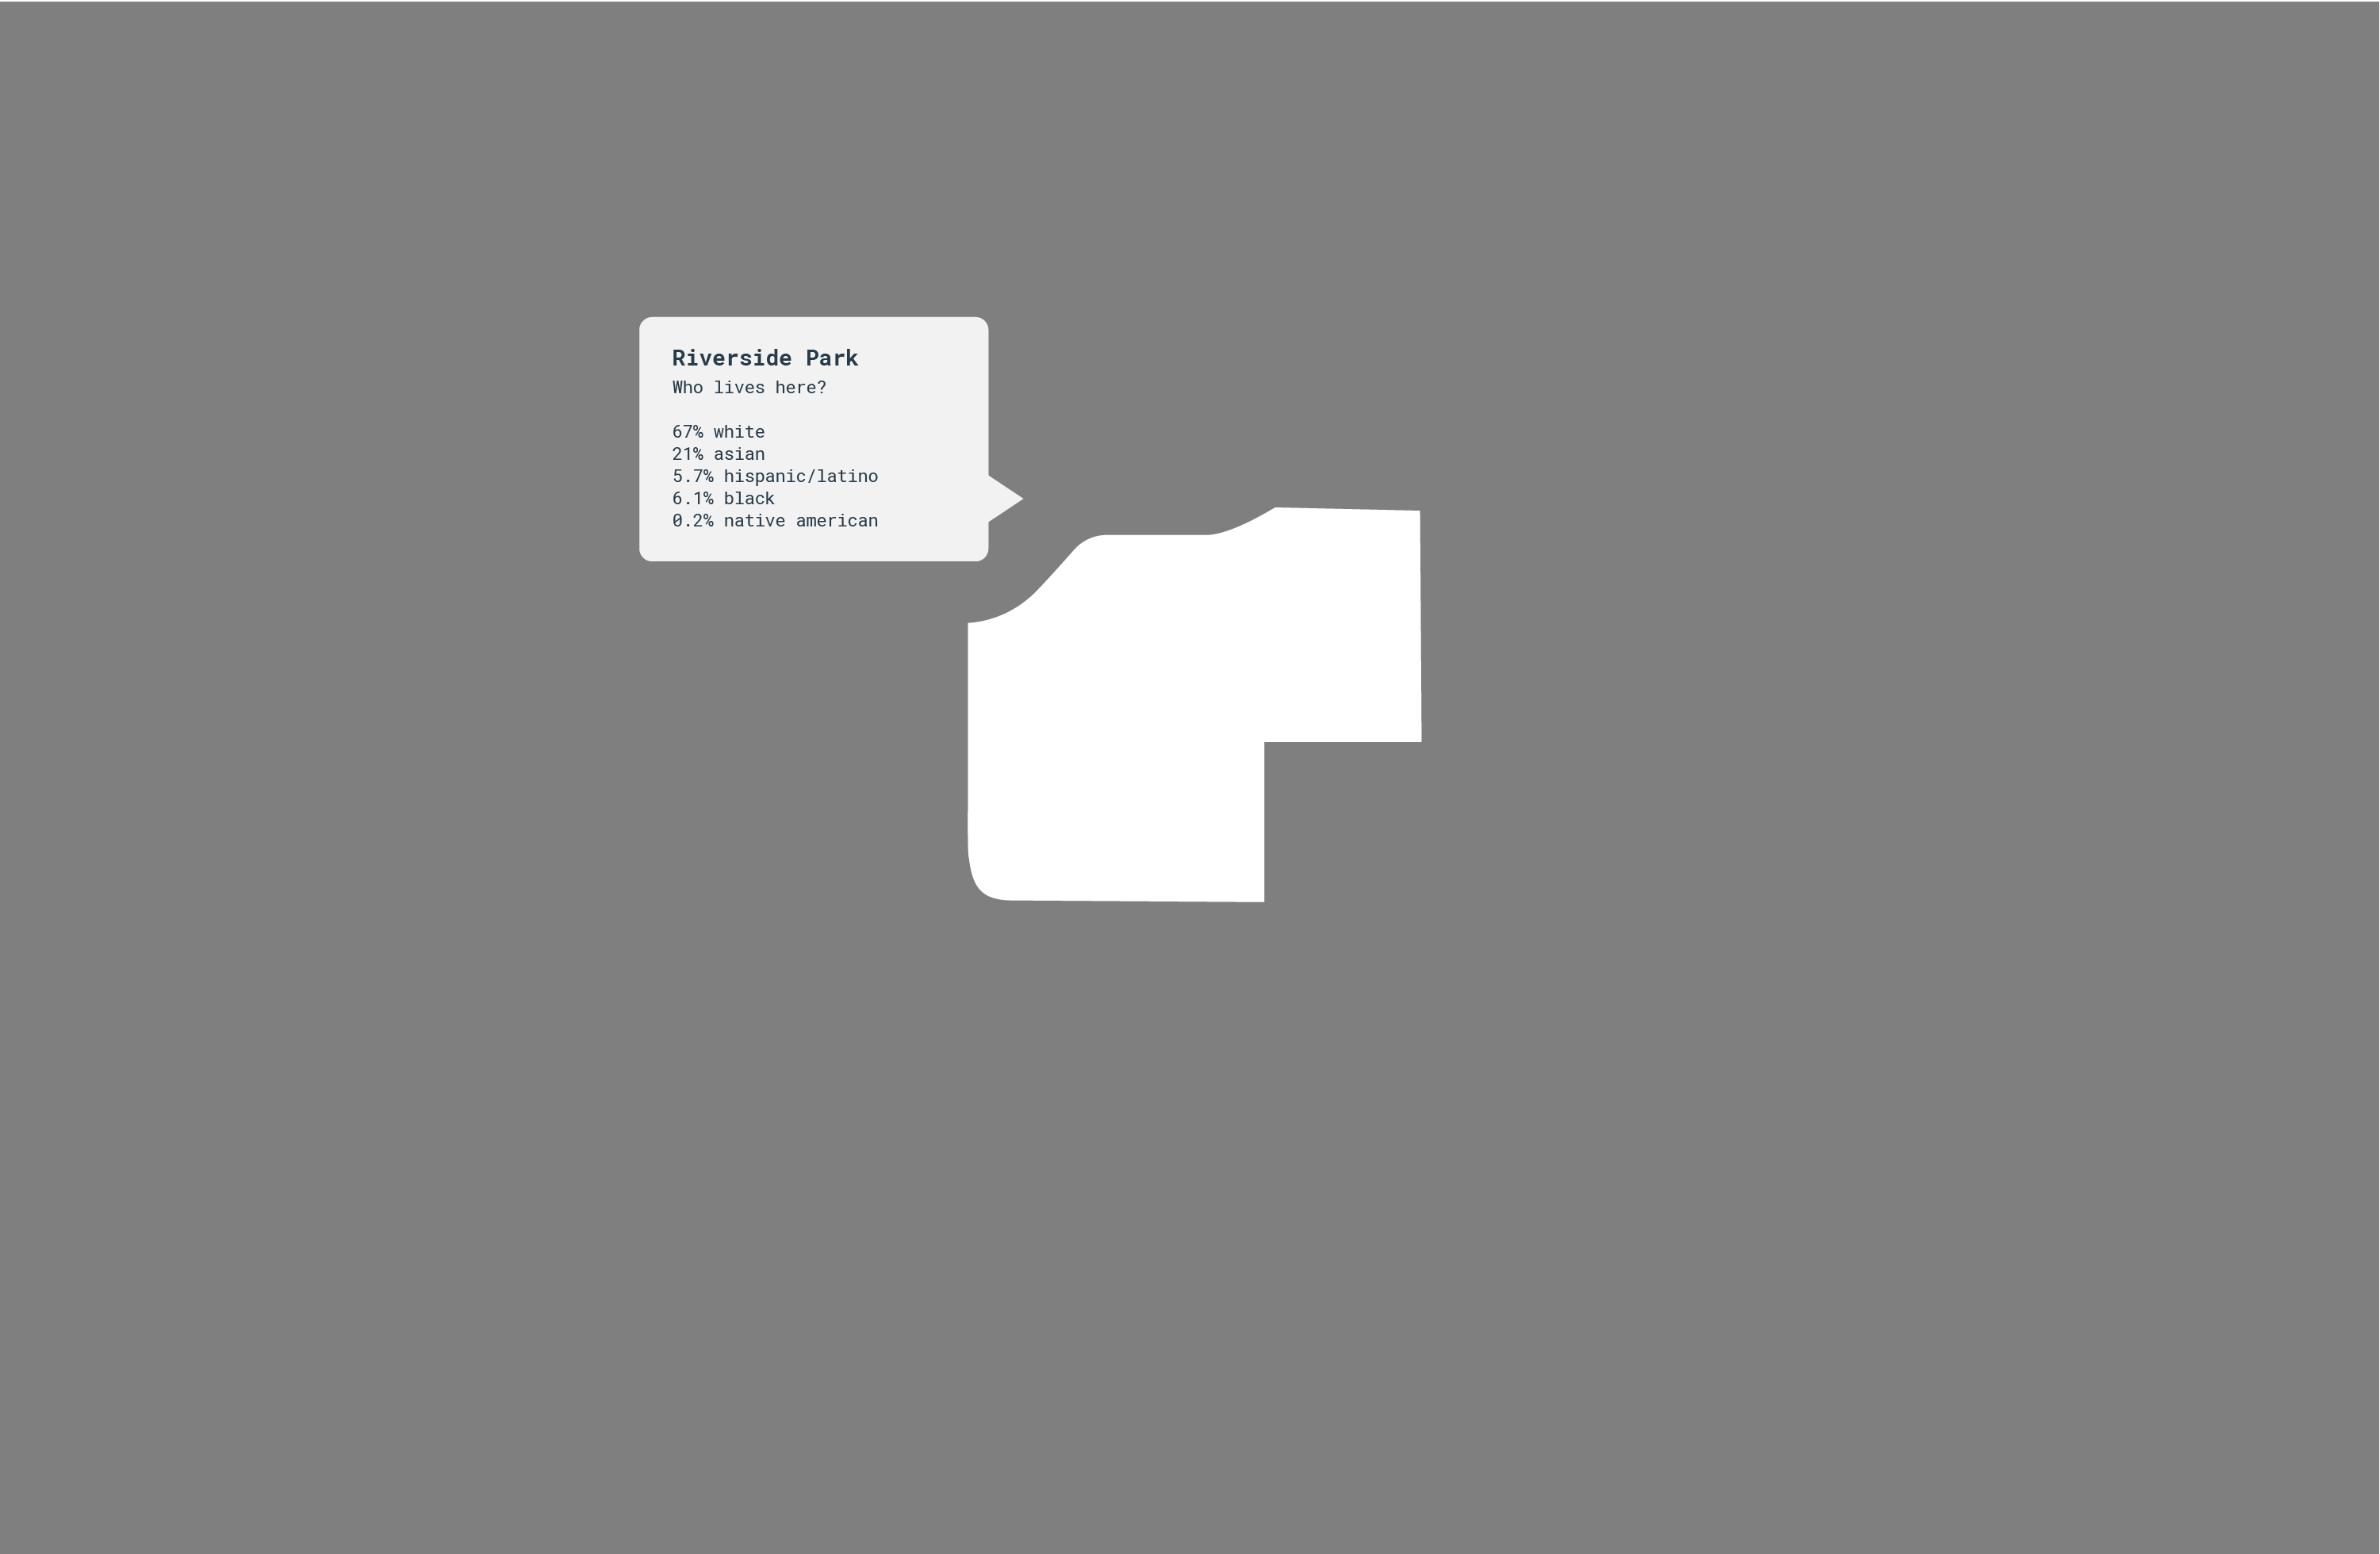 Riverside Park
Who lives here?
67% white
21% asian
5.7% hispanic/latino
6.1% black
0.2% native american